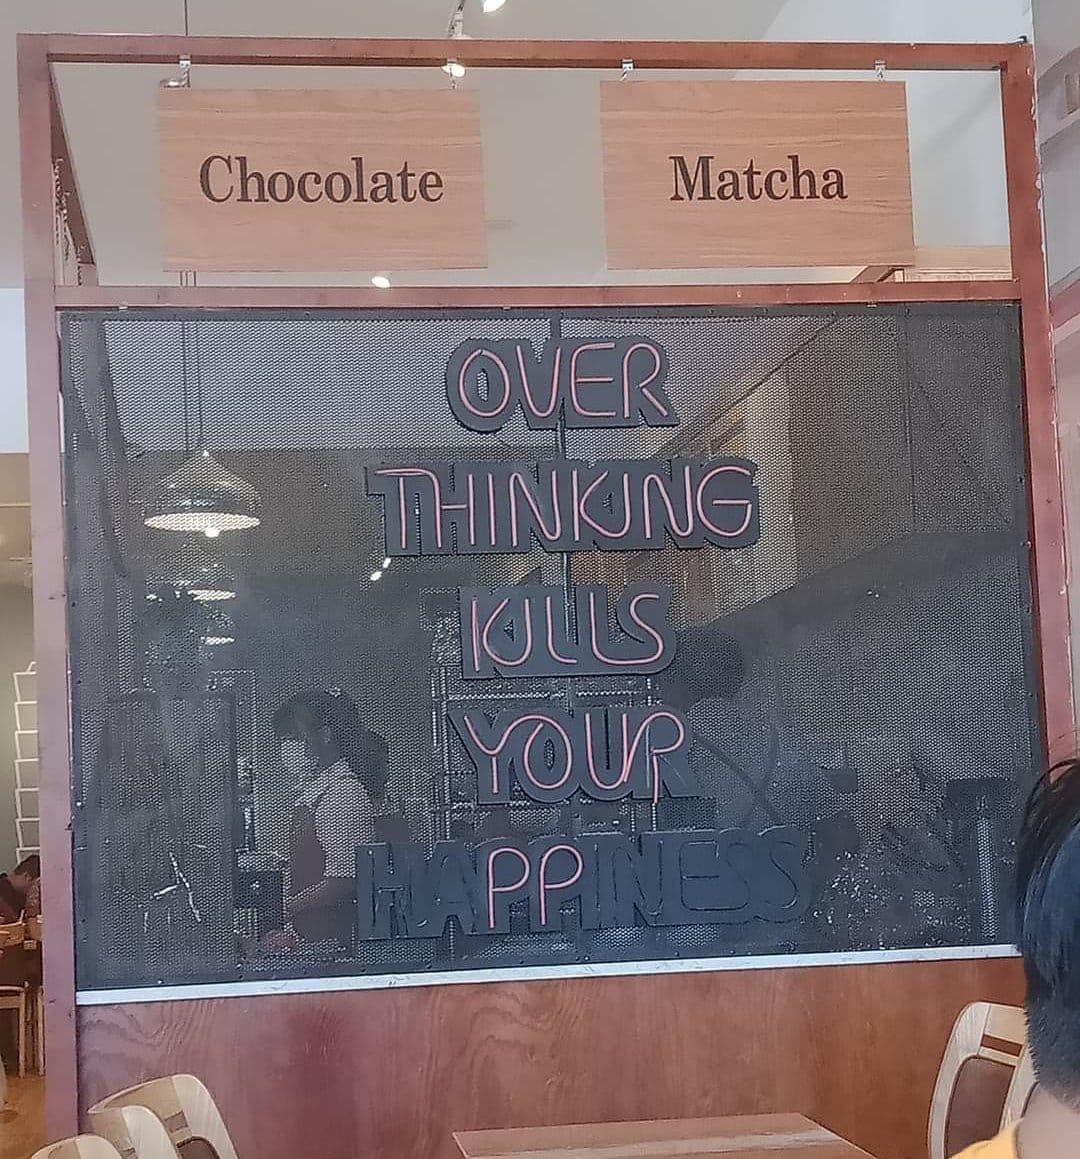 Chocolate
Matcha
OVER
THINKING
KILLS
YOUR
HAPPINESS